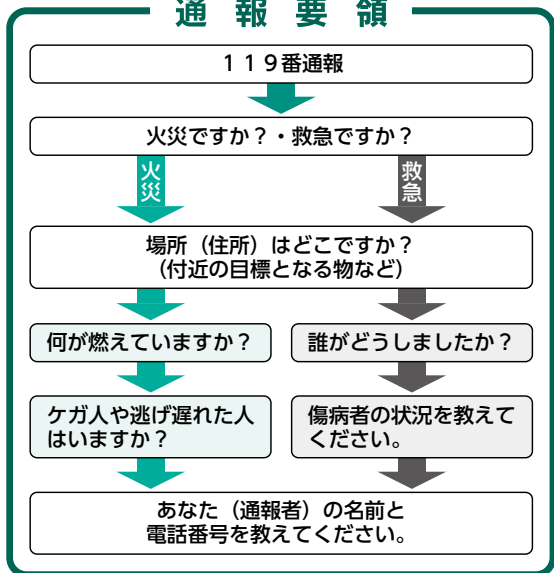 通報要領
119番通報
火災ですか?・救急ですか?
火災
救急
場所(住所)はどこですか?
(付近の目標となる物など)
何が燃えていますか?
誰がどうしましたか?
ケガ人や逃げ遅れた人
はいますか?
傷病者の状況を教えて
ください。
あなた(通報者)の名前と
電話番号を教えてください。